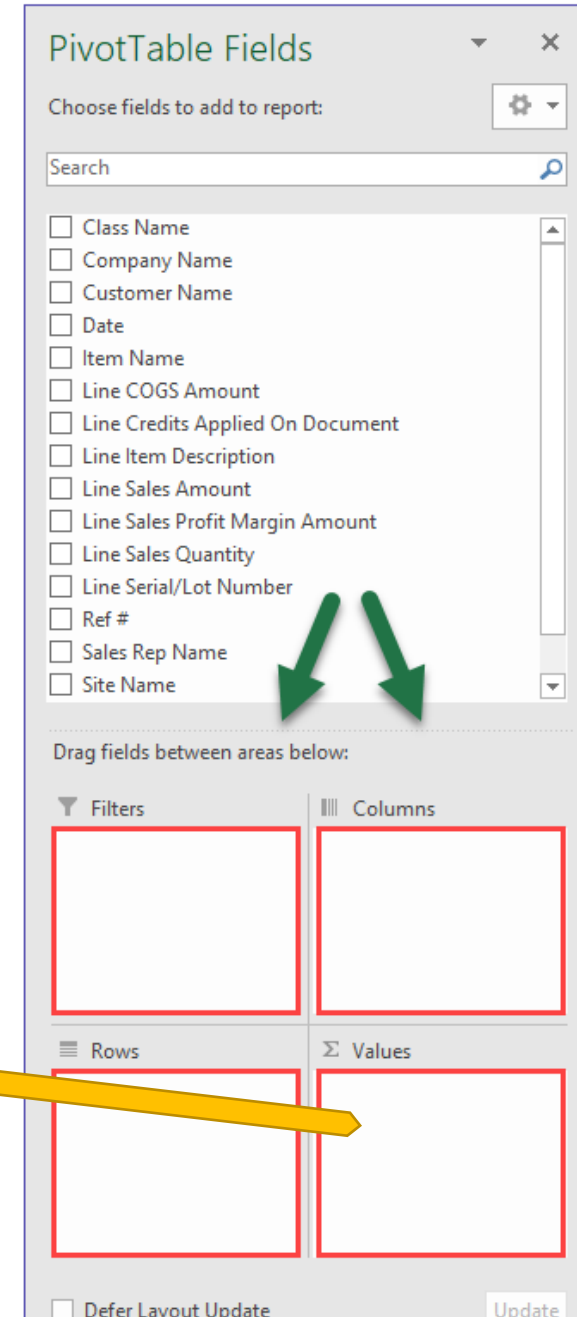 PivotTable Fields
Choose fields to add to report:
Search
Class Name
Company Name
Customer Name
Date
Item Name
Line COGS Amount
Line Credits Applied On Document
Line Item Description
Line Sales Amount
Line Sales Profit Margin Amount
Line Sales Quantity
Line Serial/Lot Number
Ref #
Sales Rep Name
Site Name
Drag fields between areas below:
Filters
Columns
Rows
Σ Values
Defer Layout Update
Update